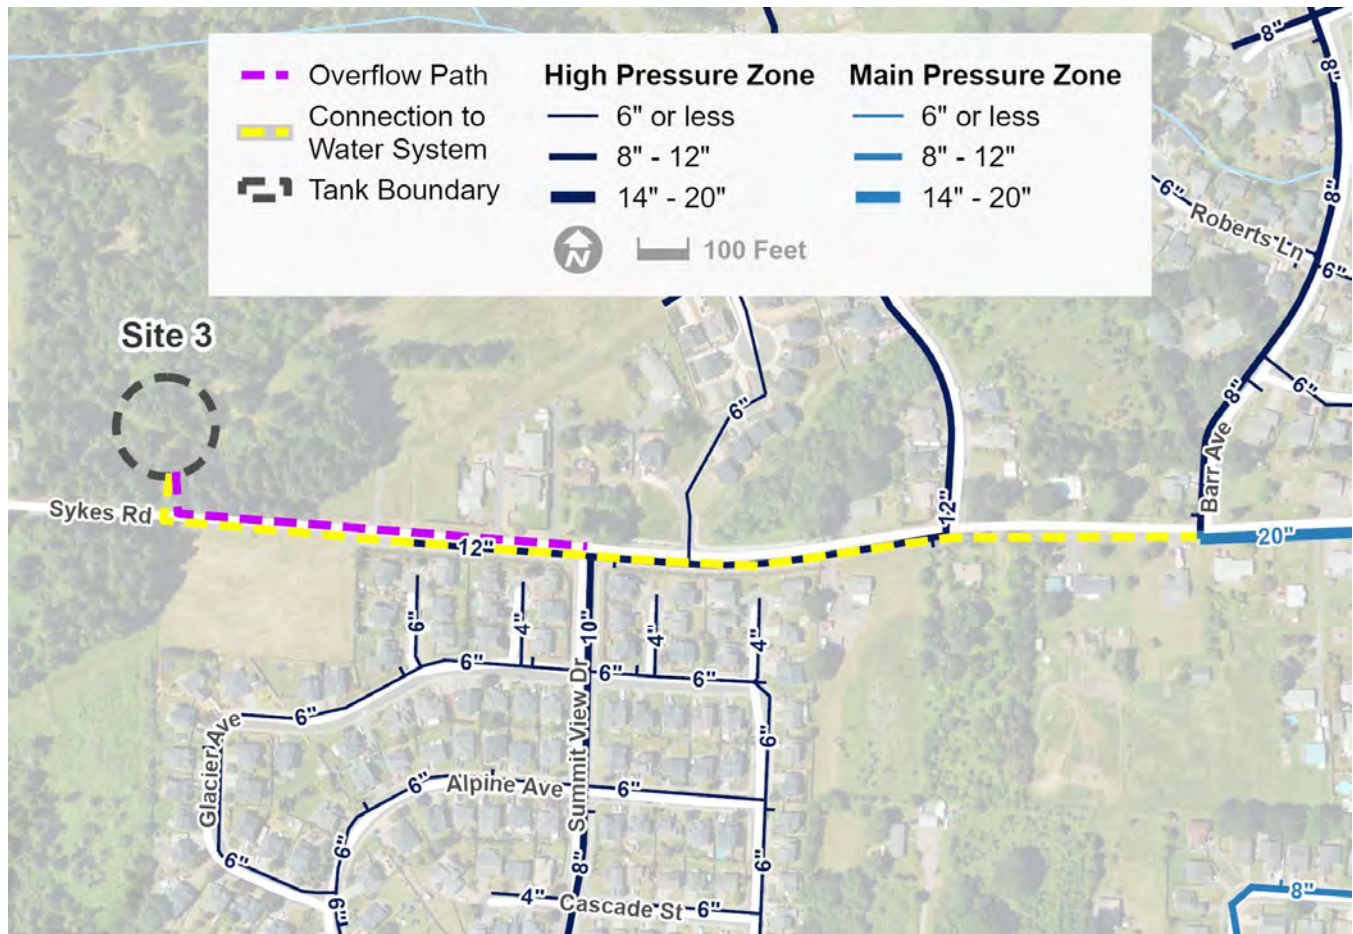 Overflow Path
Connection to
Water System
Tank Boundary
High Pressure Zone
6" or less
8" - 12"
14" - 20"
Main Pressure Zone
6" or less
8" - 12"
14" - 20"
N
100 Feet
8"
8"
8"
6"
Roberts Ln
6"
Site 3
6"
8"
6"
Barr Ave
Sykes Rd
12"
12"
20"
6"
4"
10"
4"
4"
6"
6"
6"
6"
Glacier Ave
Summit View Dr
6"
6"
Alpine Ave
6"
6"
6"
8"
6"
6"
4"
Cascade St
6"
8"